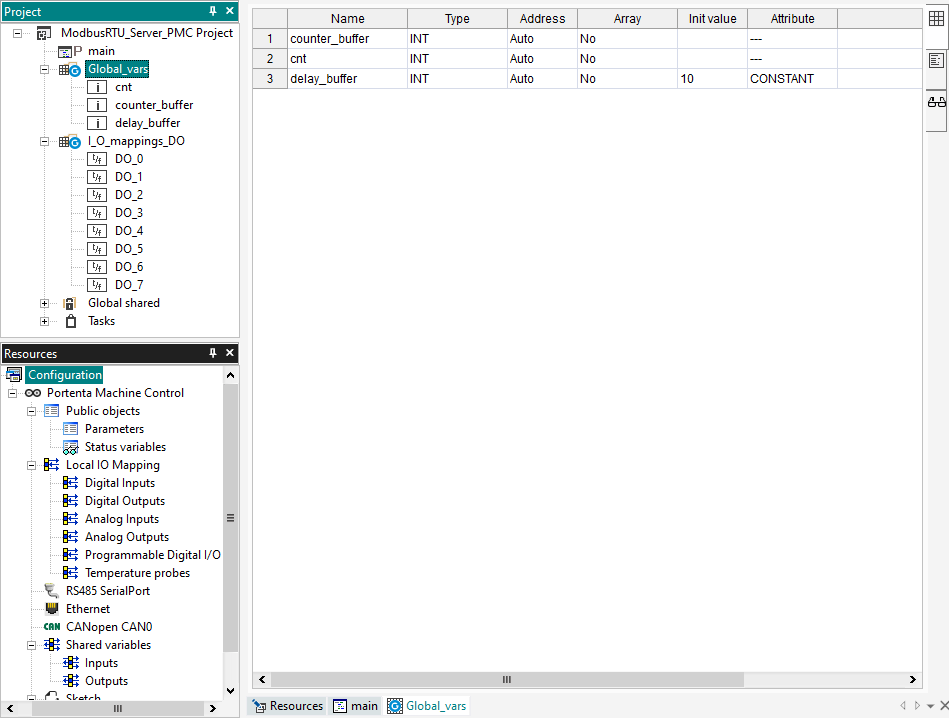 Project
ModbusRTU_Server_PMC Project
main
Global_vars
cnt
counter_buffer
delay_buffer
I_O_mappings_DO
DO_0
DO_1
DO_2
DO_3
DO_4
DO_5
DO_6
DO_7
Global shared
Tasks
Resources
Configuration
Portenta Machine Control
Public objects
Parameters
Status variables
Local IO Mapping
Digital Inputs
Digital Outputs
Analog Inputs
Analog Outputs
Programmable Digital I/O
Temperature probes
RS485 SerialPort
Ethernet
CAN CANopen CAN0
Shared variables
Inputs
Outputs
Sketch
Name Type Address Array Init value Attribute
1 counter_buffer INT Auto No ---
2 cnt INT Auto No ---
3 delay_buffer INT Auto No 10 CONSTANT
Resources main Global_vars